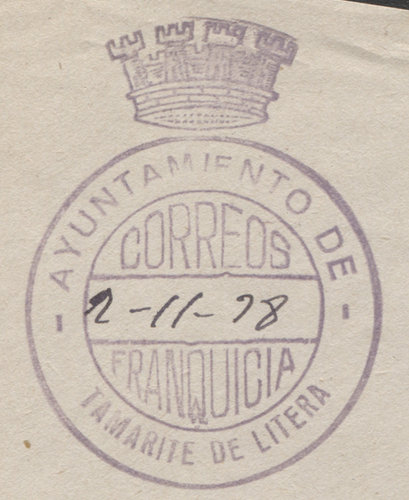 AYUNTAMIENTO DE
CORREOS
2-11-78
FRANQUICIA
TAMARITE DE LITERA